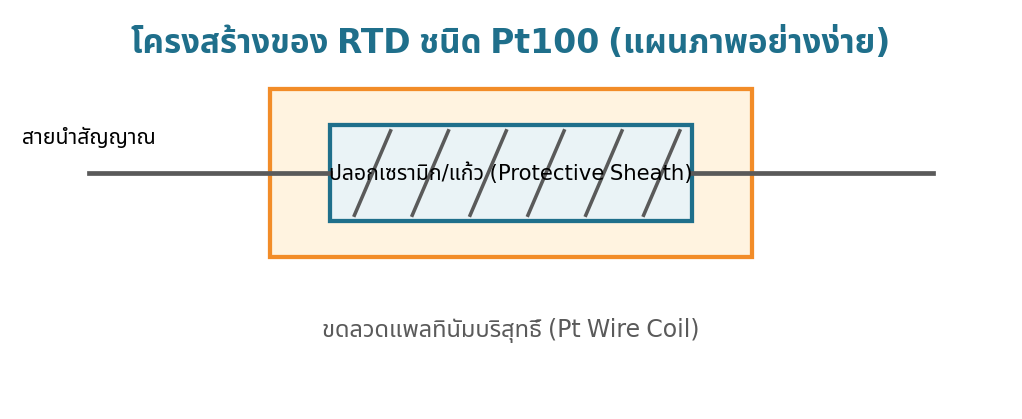 โครงสร้างของ RTD ชนิด Pt100 (แผนภาพอย่างง่าย)
สายนำสัญญาณ
ปลอกเซรามิก/แก้ว (Protective Sheath)
ขดลวดแพลทินัมบริสุทธิ์ (Pt Wire Coil)